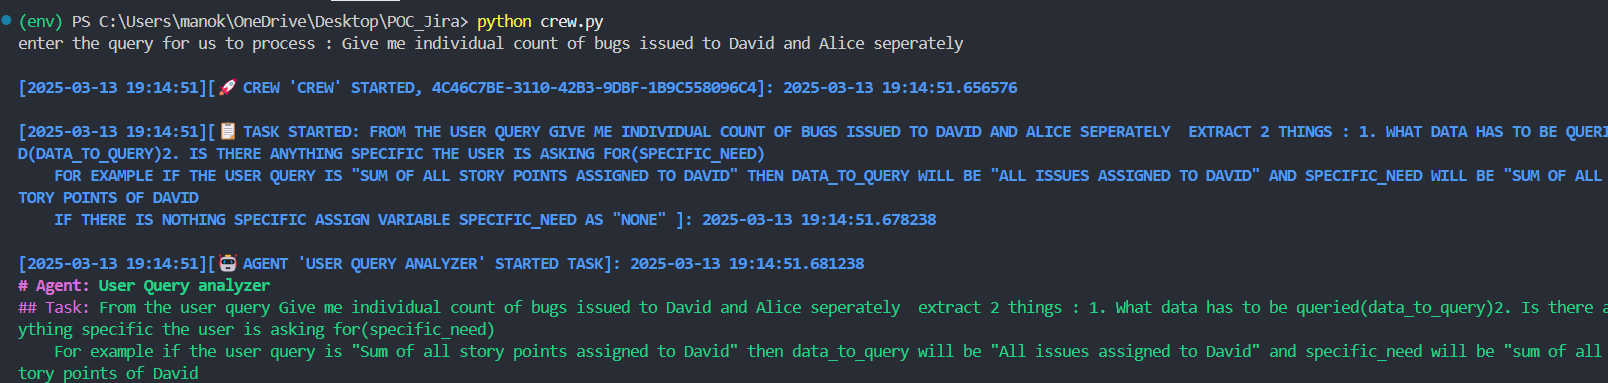 (env) PS C:\Users\manok\OneDrive\Desktop\POC_Jira> python crew.py
enter the query for us to process : Give me individual count of bugs issued to David and Alice seperately
[2025-03-13 19:14:51][🚀 CREW 'CREW' STARTED, 4C46C7BE-3110-42B3-9DBF-1B9C558096C4]: 2025-03-13 19:14:51.656576
[2025-03-13 19:14:51][📋 TASK STARTED: FROM THE USER QUERY GIVE ME INDIVIDUAL COUNT OF BUGS ISSUED TO DAVID AND ALICE SEPERATELY  EXTRACT 2 THINGS : 1. WHAT DATA HAS TO BE QUERI
D(DATA_TO_QUERY)2. IS THERE ANYTHING SPECIFIC THE USER IS ASKING FOR(SPECIFIC_NEED)
FOR EXAMPLE IF THE USER QUERY IS "SUM OF ALL STORY POINTS ASSIGNED TO DAVID" THEN DATA_TO_QUERY WILL BE "ALL ISSUES ASSIGNED TO DAVID" AND SPECIFIC_NEED WILL BE "SUM OF ALL
TORY POINTS OF DAVID
IF THERE IS NOTHING SPECIFIC ASSIGN VARIABLE SPECIFIC_NEED AS "NONE" ]: 2025-03-13 19:14:51.678238
[2025-03-13 19:14:51][🤖 AGENT 'USER QUERY ANALYZER' STARTED TASK]: 2025-03-13 19:14:51.681238
# Agent: User Query analyzer
## Task: From the user query Give me individual count of bugs issued to David and Alice seperately  extract 2 things : 1. What data has to be queried(data_to_query)2. Is there a
ything specific the user is asking for(specific_need)
For example if the user query is "Sum of all story points assigned to David" then data_to_query will be "All issues assigned to David" and specific_need will be "sum of all
tory points of David